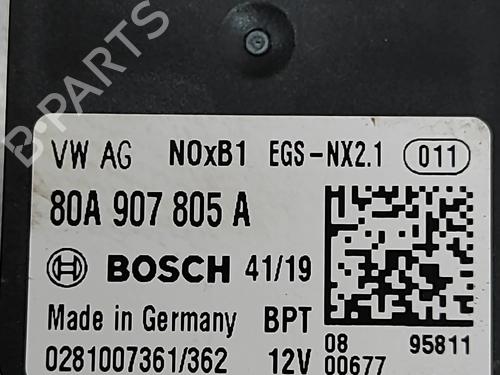 B-PARTS
VW AG NOxB1 EGS-NX2.1 011
80A 907 805 A
BOSCH 41/19
Made in Germany BPT
0281007361/362 12V
08 95811
00677